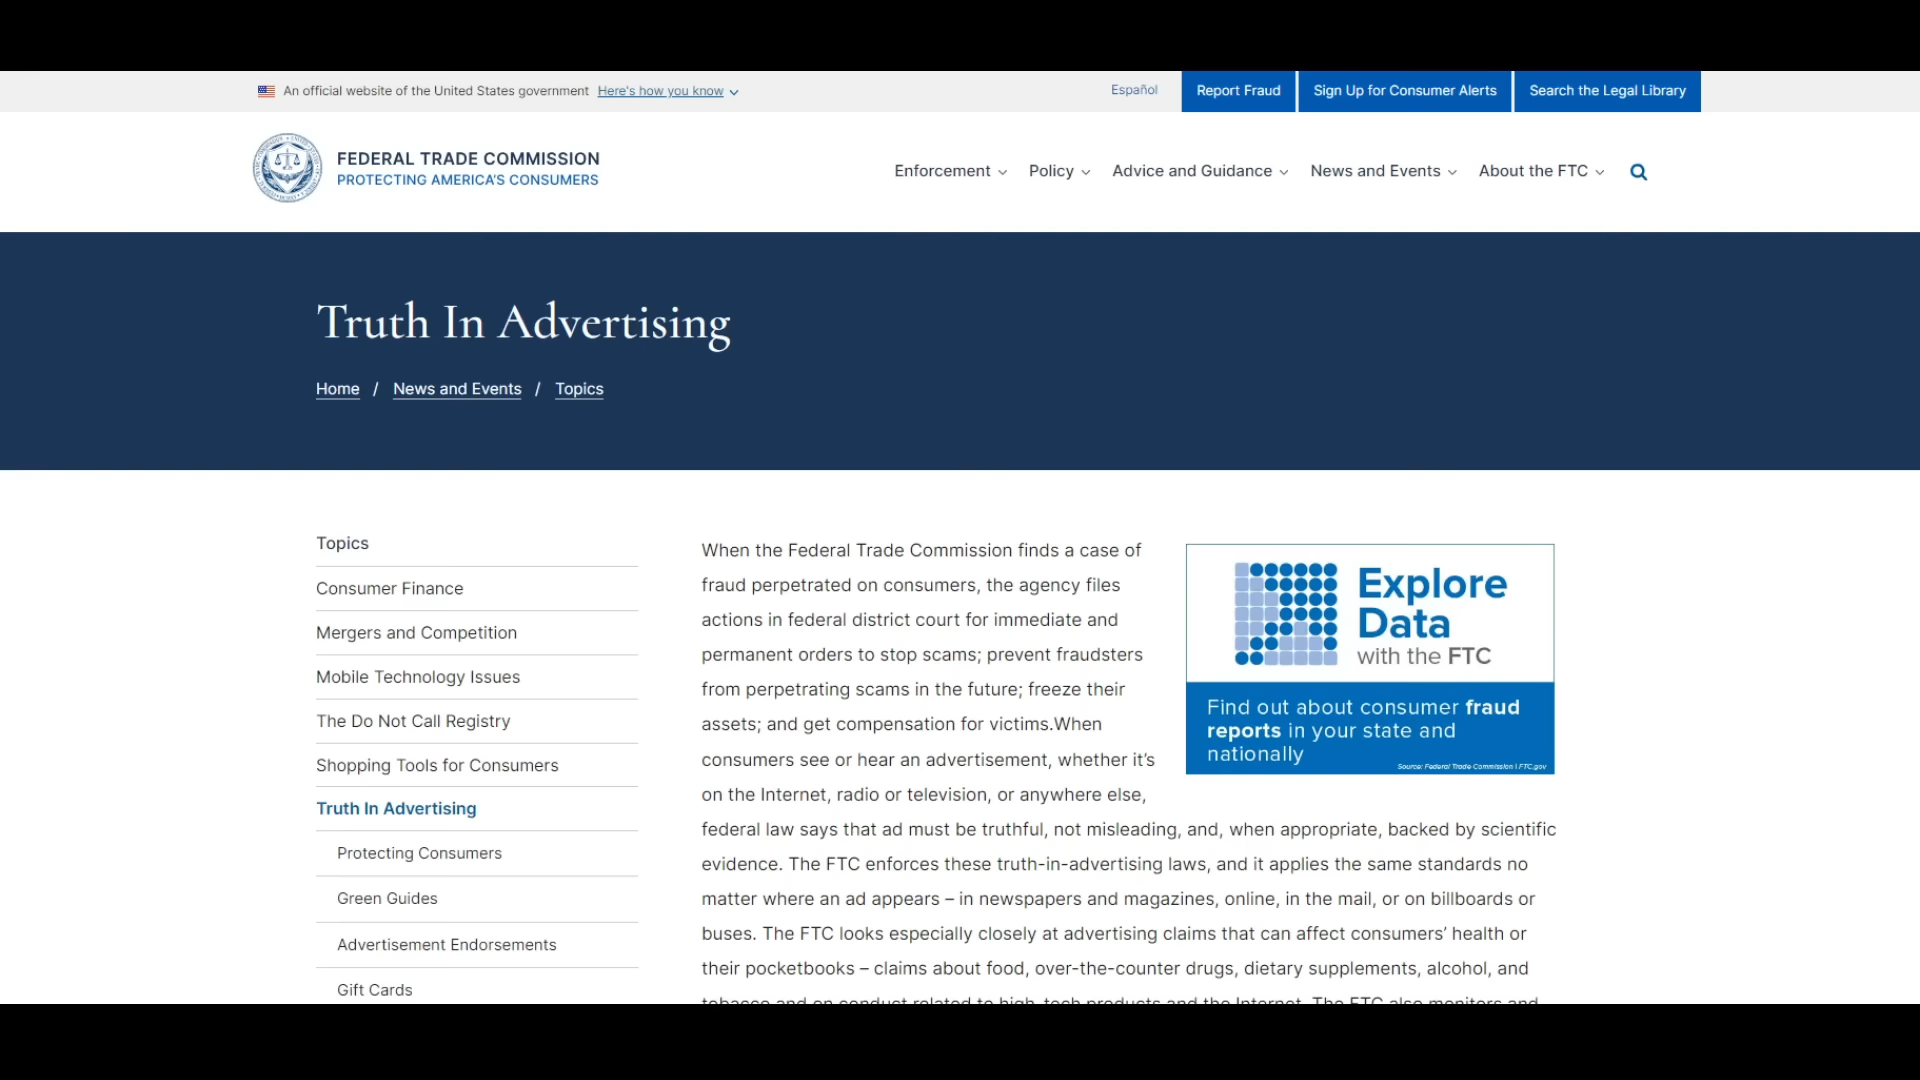 An official website of the United States government Here's how you know
Español
Report Fraud
Sign Up for Consumer Alerts
Search the Legal Library
FEDERAL TRADE COMMISSION
PROTECTING AMERICA'S CONSUMERS
Enforcement
Policy
Advice and Guidance
News and Events
About the FTC
Truth In Advertising
Home / News and Events / Topics
Topics
Consumer Finance
Mergers and Competition
Mobile Technology Issues
The Do Not Call Registry
Shopping Tools for Consumers
Truth In Advertising
Protecting Consumers
Green Guides
Advertisement Endorsements
Gift Cards
When the Federal Trade Commission finds a case of
fraud perpetrated on consumers, the agency files
actions in federal district court for immediate and
permanent orders to stop scams; prevent fraudsters
from perpetrating scams in the future; freeze their
assets; and get compensation for victims.When
consumers see or hear an advertisement, whether it’s
on the Internet, radio or television, or anywhere else,
federal law says that ad must be truthful, not misleading, and, when appropriate, backed by scientific
evidence. The FTC enforces these truth-in-advertising laws, and it applies the same standards no
matter where an ad appears – in newspapers and magazines, online, in the mail, or on billboards or
buses. The FTC looks especially closely at advertising claims that can affect consumers’ health or
their pocketbooks – claims about food, over-the-counter drugs, dietary supplements, alcohol, and
tobacco and on conduct related to high-tech products and the Internet. The FTC also monitors and
Explore
Data
with the FTC
Find out about consumer fraud
reports in your state and
nationally
Source: Federal Trade Commission | FTC.gov